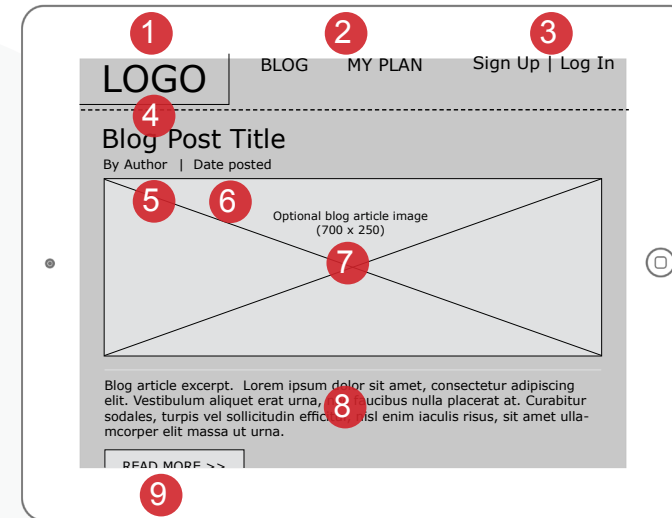 1
2
3
LOGO
BLOG MY PLAN
Sign Up | Log In
4
Blog Post Title
By Author | Date posted
5
6
Optional blog article image
(700 x 250)
7
Blog article excerpt. Lorem ipsum dolor sit amet, consectetur adipiscing
elit. Vestibulum aliquet erat urna, faucibus nulla placerat at. Curabitur
8
sodales, turpis vel sollicitudin nisl enim iaculis risus, sit amet ulla-
mcorper elit massa ut urna.
READ MORE >>
9